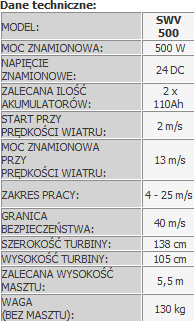 Dane techniczne:
MODEL: SWV 500
MOC ZNAMIONOWA: 500 W
NAPIĘCIE
ZNAMIONOWE: 24 DC
ZALECANA ILOŚĆ
AKUMULATORÓW: 2 x
110Ah
START PRZY
PRĘDKOŚCI WIATRU: 2 m/s
MOC ZNAMIONOWA
PRZY
PRĘDKOŚCI WIATRU: 13 m/s
ZAKRES PRACY: 4 - 25 m/s
GRANICA
BEZPIECZEŃSTWA: 40 m/s
SZEROKOŚĆ TURBINY: 138 cm
WYSOKOŚĆ TURBINY: 105 cm
ZALECANA WYSOKOŚĆ
MASZTU: 5,5 m
WAGA
(BEZ MASZTU): 130 kg